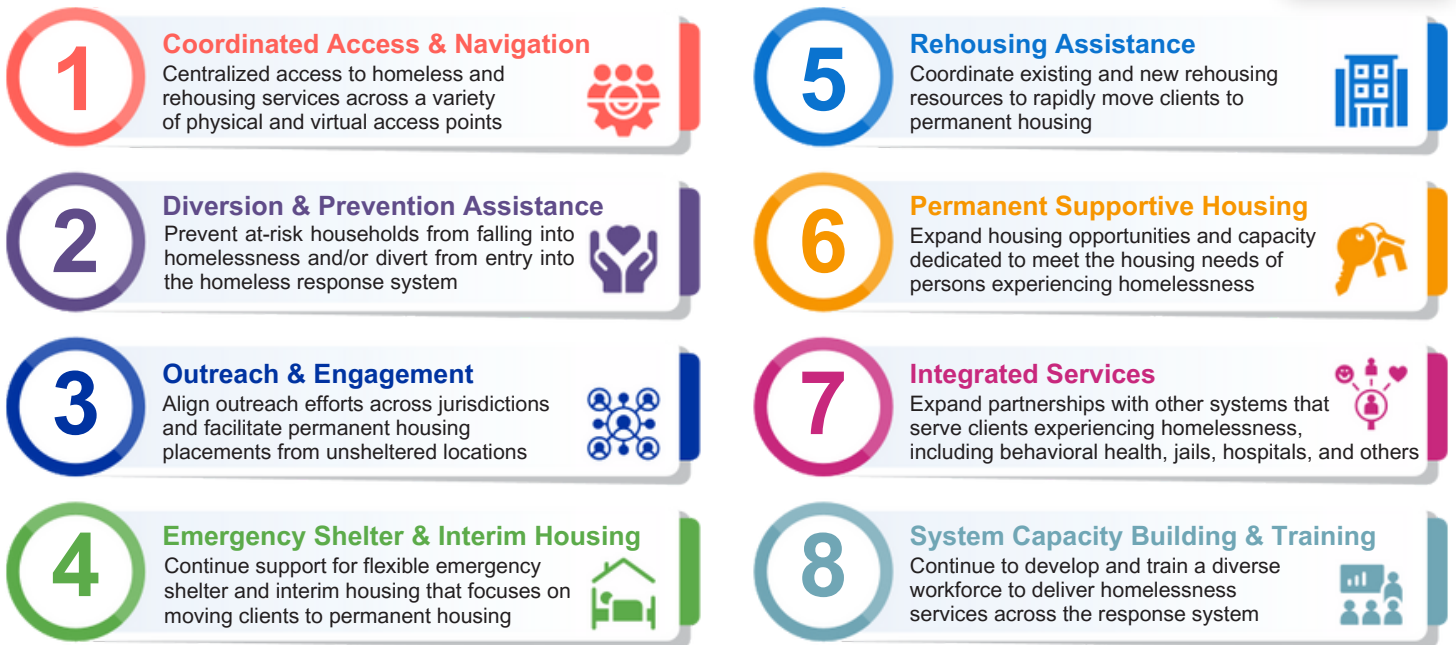 1
Coordinated Access & Navigation
Centralized access to homeless and
rehousing services across a variety
of physical and virtual access points
2
Diversion & Prevention Assistance
Prevent at-risk households from falling into
homelessness and/or divert from entry into
the homeless response system
3
Outreach & Engagement
Align outreach efforts across jurisdictions
and facilitate permanent housing
placements from unsheltered locations
4
Emergency Shelter & Interim Housing
Continue support for flexible emergency
shelter and interim housing that focuses on
moving clients to permanent housing
5
Rehousing Assistance
Coordinate existing and new rehousing
resources to rapidly move clients to
permanent housing
6
Permanent Supportive Housing
Expand housing opportunities and capacity
dedicated to meet the housing needs of
persons experiencing homelessness
7
Integrated Services
Expand partnerships with other systems that
serve clients experiencing homelessness,
including behavioral health, jails, hospitals, and others
8
System Capacity Building & Training
Continue to develop and train a diverse
workforce to deliver homelessness
services across the response system